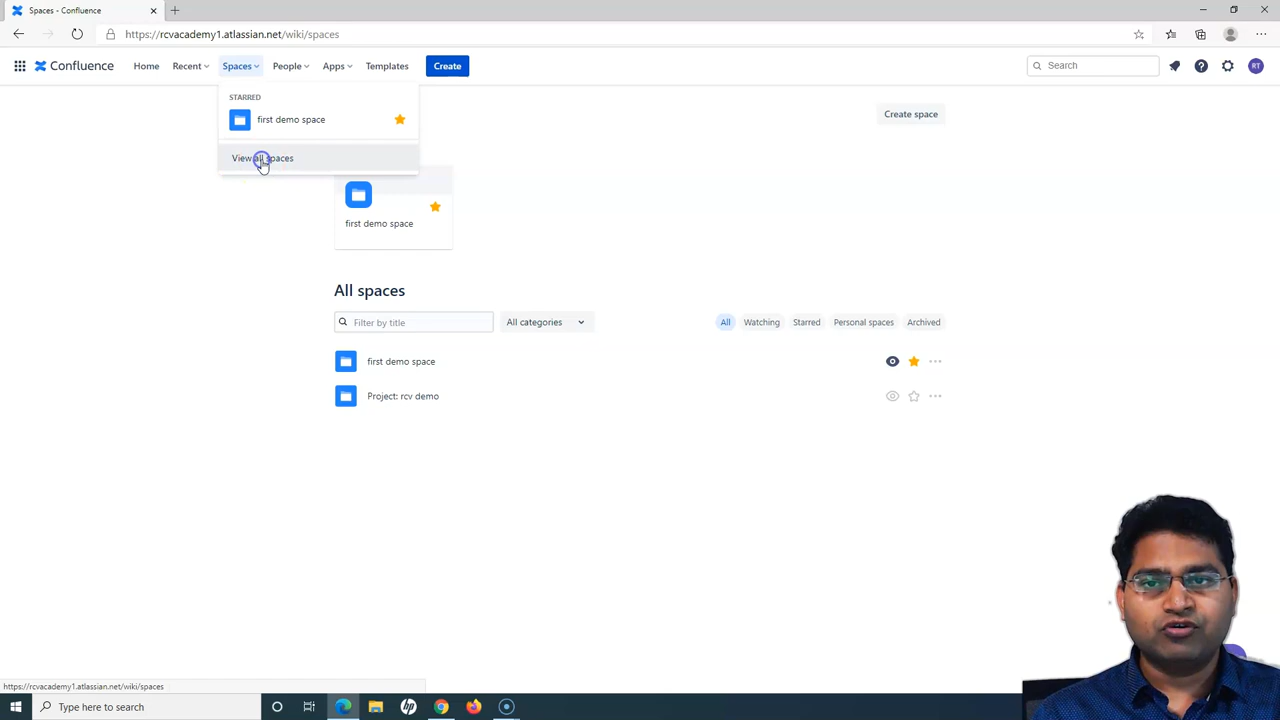 Spaces - Confluence
https://rcvacademy1.atlassian.net/wiki/spaces
Confluence Home Recent Spaces People Apps Templates Create Search RT
STARRED
first demo space
Create space
View all spaces
first demo space
All spaces
Filter by title All categories All Watching Starred Personal spaces Archived
first demo space
Project: rcv demo
https://rcvacademy1.atlassian.net/wiki/spaces
Type here to search hp